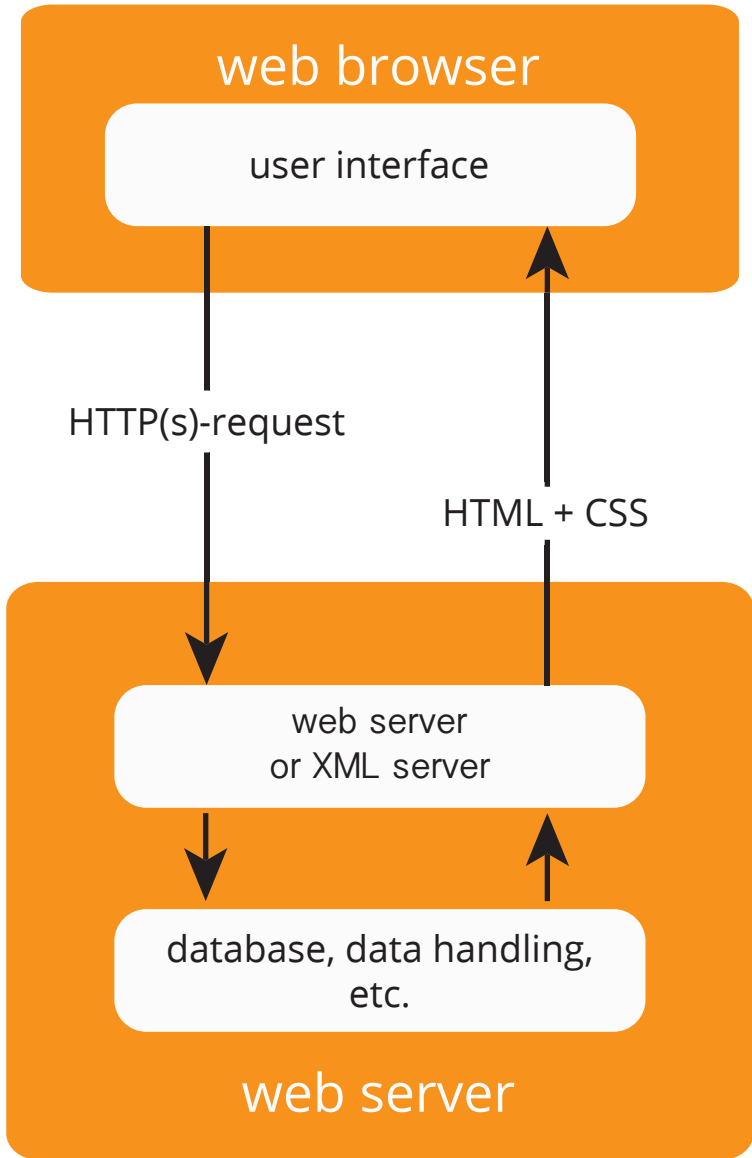 web browser
user interface
HTTP(s)-request
HTML + CSS
web server
or XML server
database, data handling,
etc.
web server